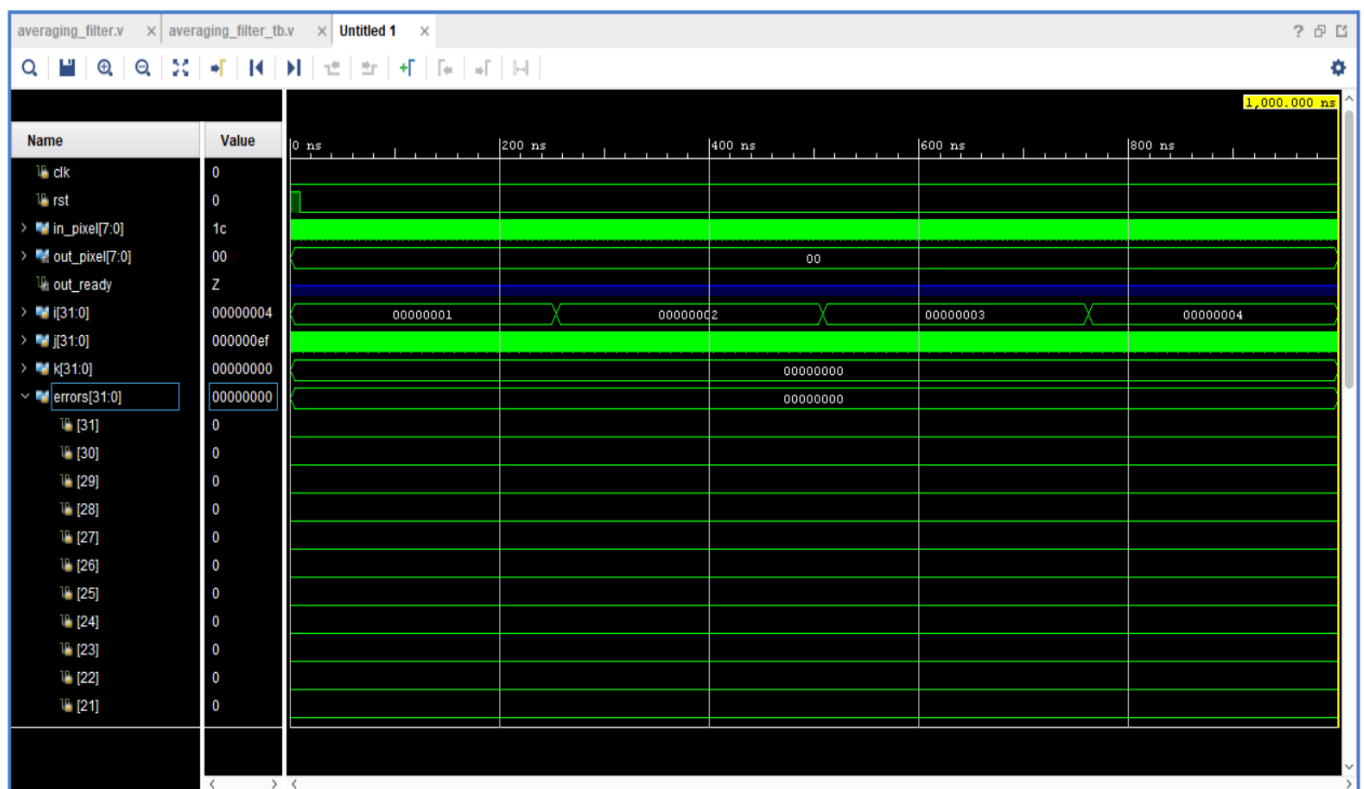 averaging_filter.v × averaging_filter_tb.v × Untitled 1 ×
?
1,000.000 ns
Name Value 0 ns 200 ns 400 ns 600 ns 800 ns
clk 0
rst 0
in_pixel[7:0] 1c
out_pixel[7:0] 00 00
out_ready Z
i[31:0] 00000004 00000001 00000002 00000003 00000004
j[31:0] 000000ef
k[31:0] 00000000 00000000
errors[31:0] 00000000 00000000
[31] 0
[30] 0
[29] 0
[28] 0
[27] 0
[26] 0
[25] 0
[24] 0
[23] 0
[22] 0
[21] 0